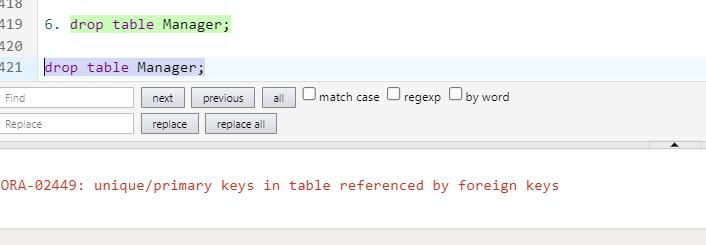 418
419 6. drop table Manager;
420
421 drop table Manager;
Find next previous all match case regexp by word
Replace replace replace all
ORA-02449: unique/primary keys in table referenced by foreign keys